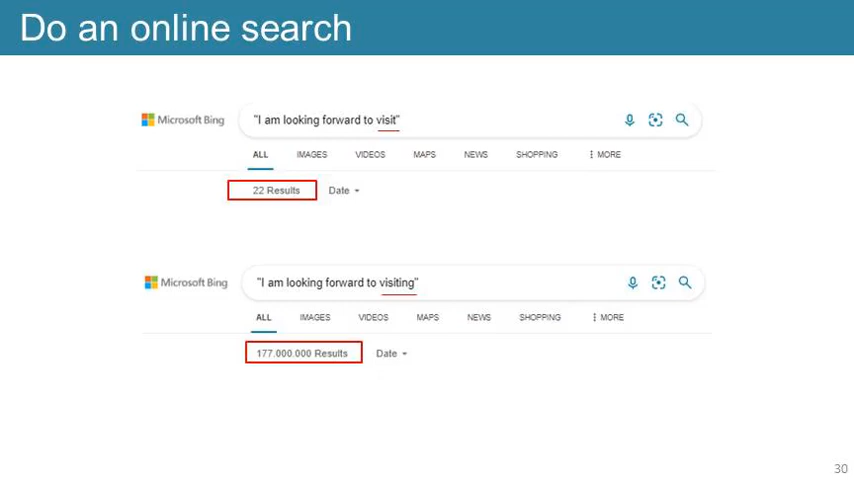 Do an online search
Microsoft Bing
"I am looking forward to visit"
ALL IMAGES VIDEOS MAPS NEWS SHOPPING MORE
22 Results Date
Microsoft Bing
"I am looking forward to visiting"
ALL IMAGES VIDEOS MAPS NEWS SHOPPING MORE
177.000.000 Results Date
30